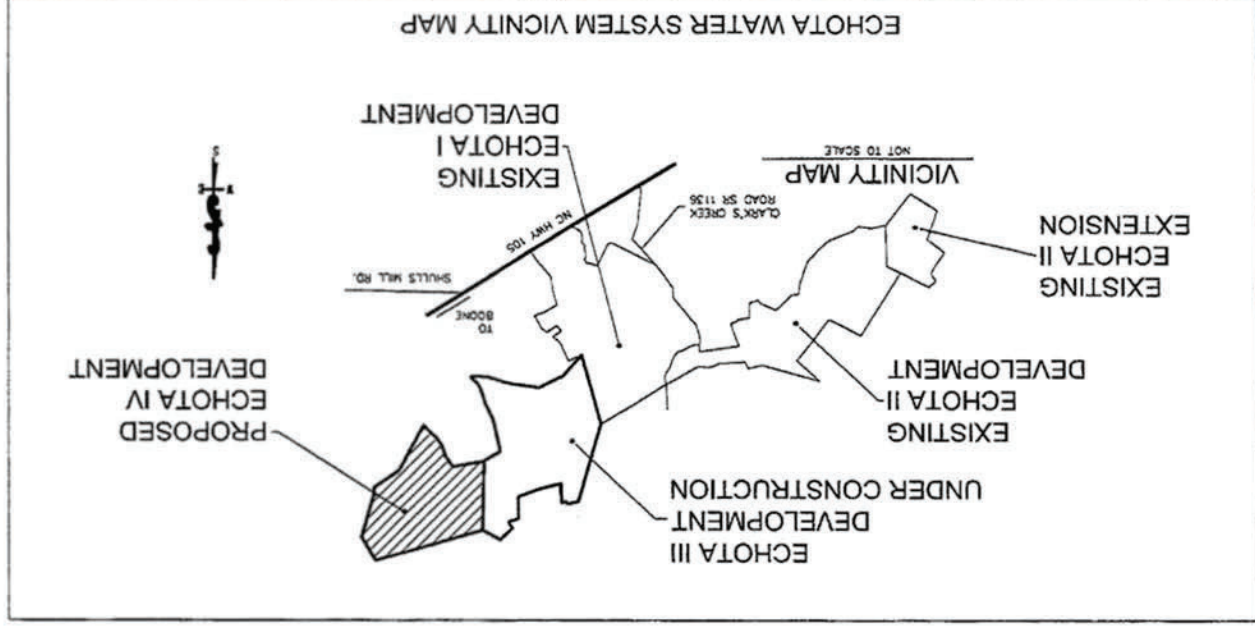 ECHOTA III
DEVELOPMENT
UNDER CONSTRUCTION
PROPOSED
ECHOTA IV
DEVELOPMENT
EXISTING
ECHOTA II
DEVELOPMENT
TO
BOONE
SHULLS MILL RD.
NC HWY 105
EXISTING
ECHOTA II
EXTENSION
CLARK'S CREEK
ROAD SR 1136
EXISTING
ECHOTA I
DEVELOPMENT
VICINITY MAP
NOT TO SCALE
ECHOTA WATER SYSTEM VICNITY MAP